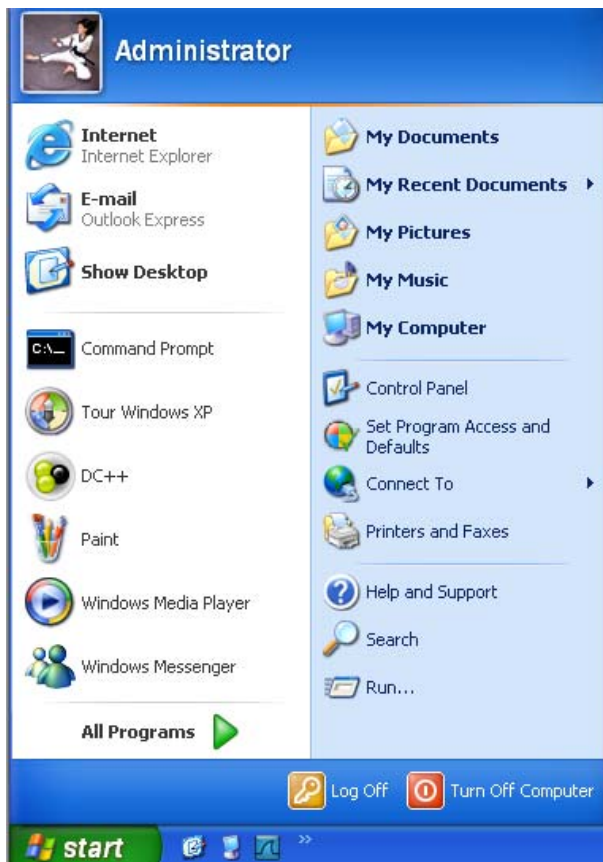 Administrator
Internet
Internet Explorer
E-mail
Outlook Express
Show Desktop
C:\_
Command Prompt
Tour Windows XP
DC++
Paint
Windows Media Player
Windows Messenger
All Programs
My Documents
My Recent Documents
My Pictures
My Music
My Computer
Control Panel
Set Program Access and
Defaults
Connect To
Printers and Faxes
Help and Support
Search
Run...
Log Off
Turn Off Computer
start